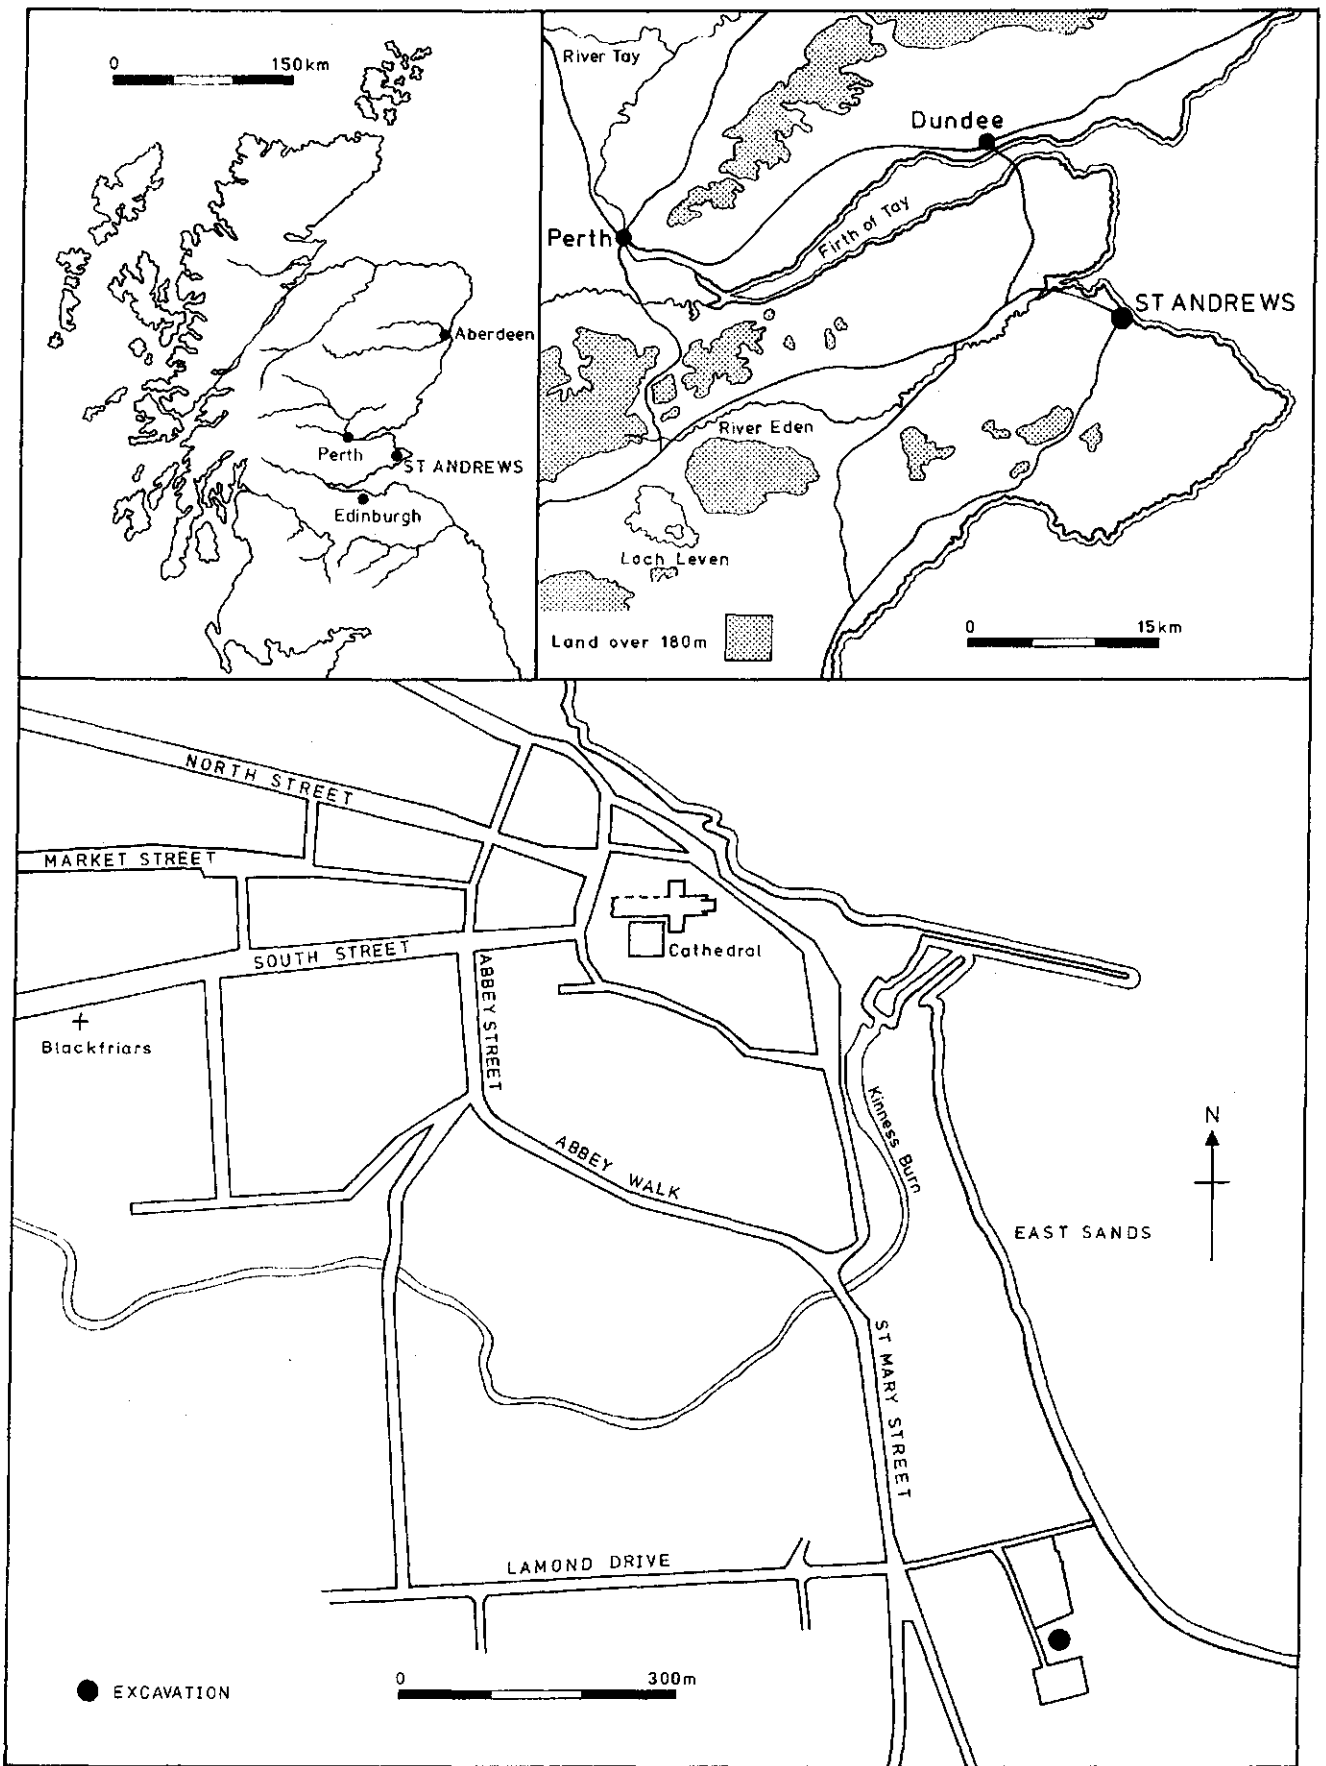 0 150km
Aberdeen
Perth
ST ANDREWS
Edinburgh
River Tay
Dundee
Perth
Firth of Tay
ST ANDREWS
River Eden
Loch Leven
Land over 180m
0 15km
NORTH STREET
MARKET STREET
SOUTH STREET
Cathedral
ABBEY STREET
Blackfriars
Kinness Burn
N
ABBEY WALK
EAST SANDS
ST MARY STREET
LAMOND DRIVE
EXCAVATION
0 300m